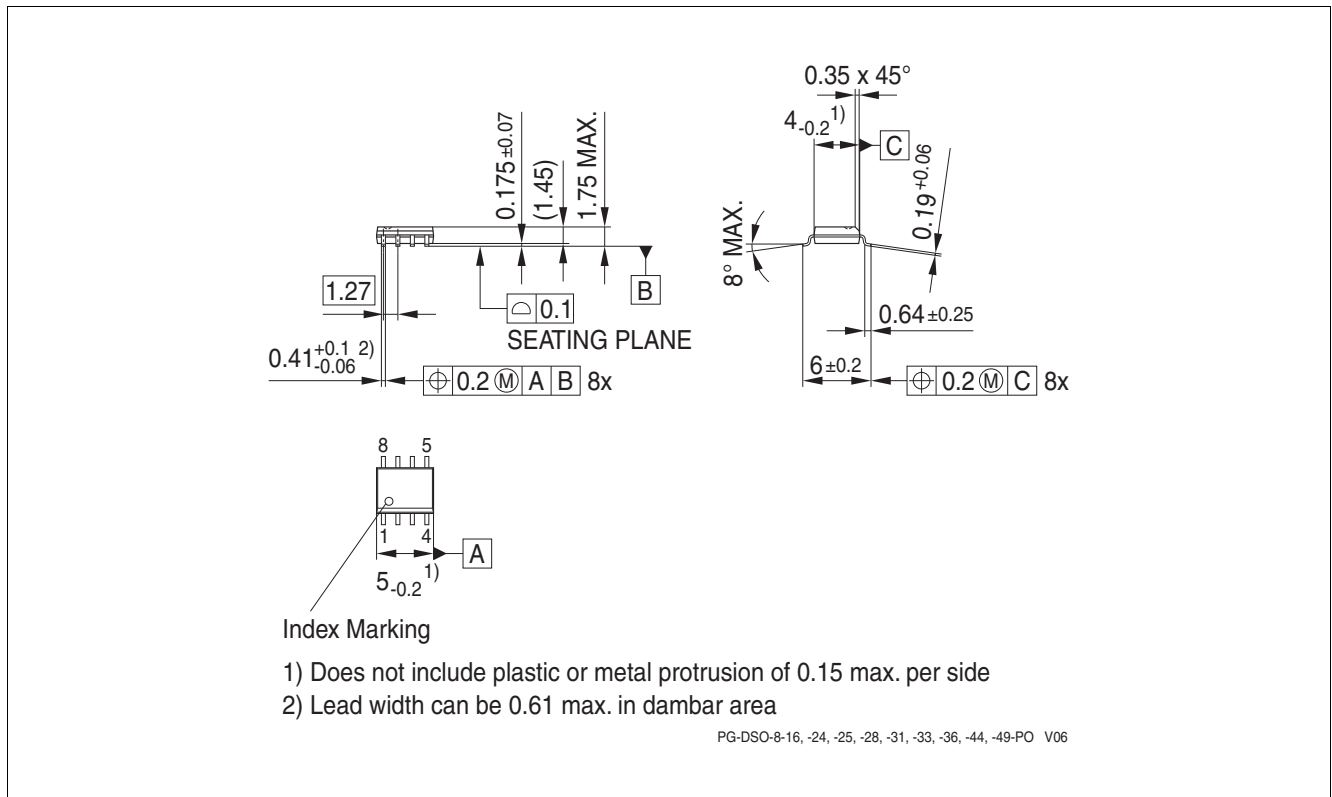 0.35 x 45°
4-0.2 1)
C
0.19 +0.06
0.175 ±0.07
(1.45)
1.75 MAX.
8° MAX.
1.27
B
⌓ 0.1
SEATING PLANE
0.64 ±0.25
0.41 +0.1 -0.06 2)
⌖ 0.2 Ⓜ A B 8x
6 ±0.2
⌖ 0.2 Ⓜ C 8x
8 5
1 4
A
5-0.2 1)
Index Marking
1) Does not include plastic or metal protrusion of 0.15 max. per side
2) Lead width can be 0.61 max. in dambar area
PG-DSO-8-16, -24, -25, -28, -31, -33, -36, -44, -49-PO V06